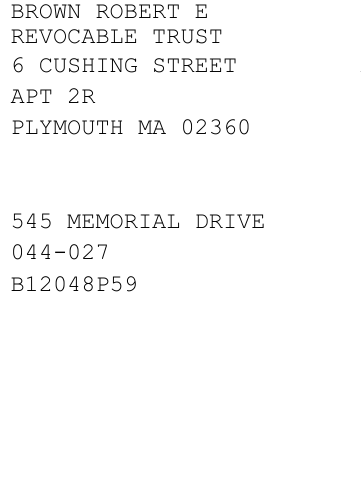 BROWN ROBERT E
REVOCABLE TRUST
6 CUSHING STREET
APT 2R
PLYMOUTH MA 02360
545 MEMORIAL DRIVE
044-027
B12048P59